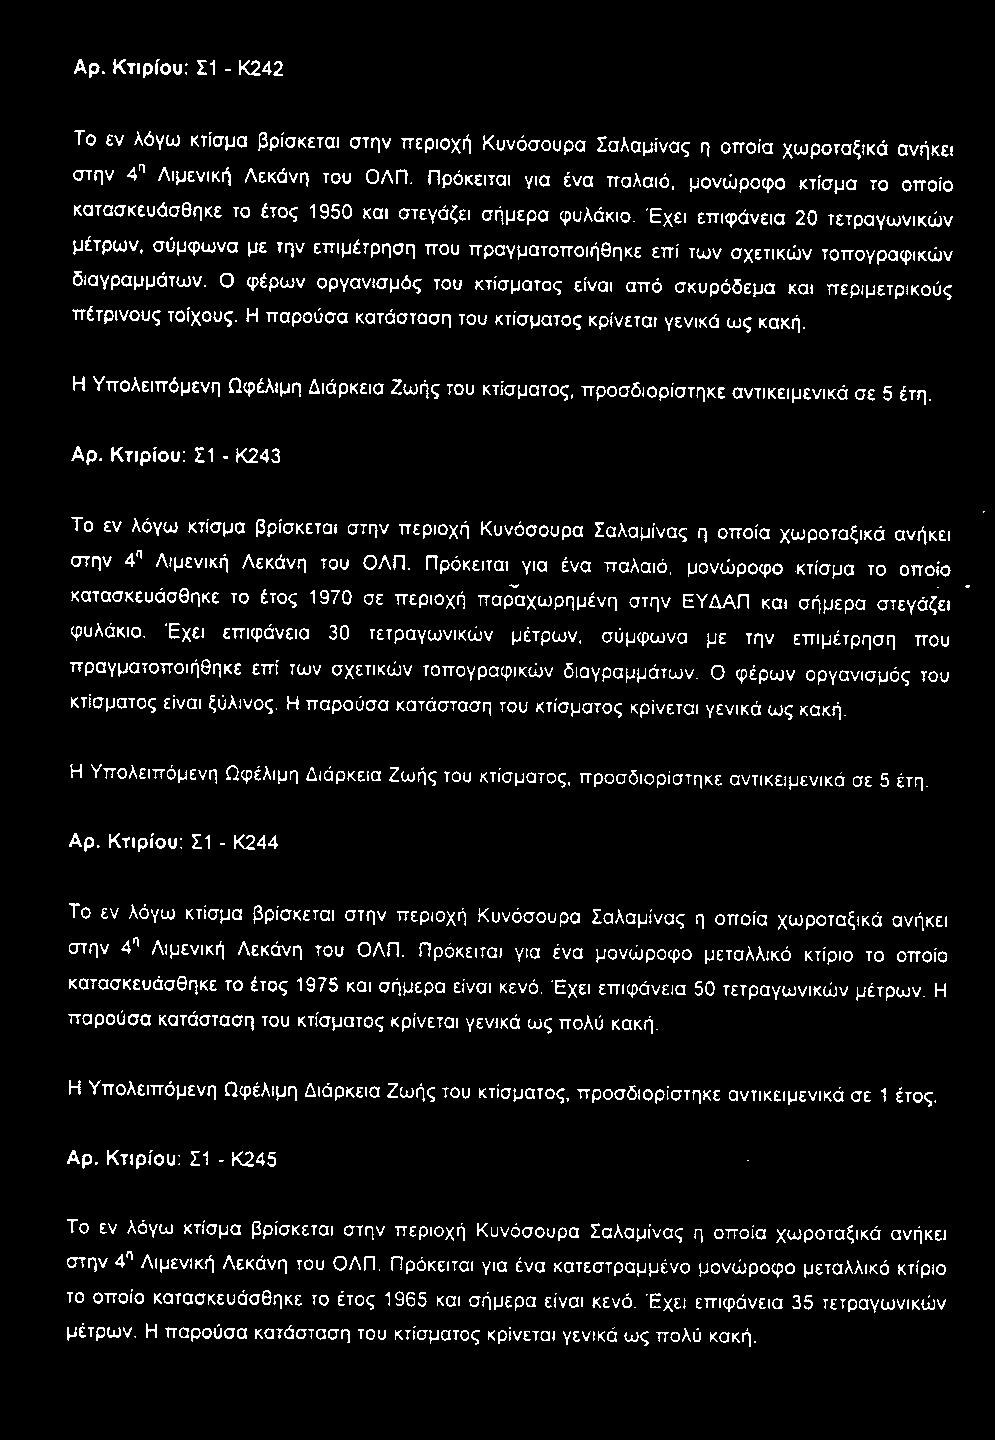 Αρ. Κτιρίου: Σ1 - Κ242
Το εν λόγω κτίσμα βρίσκεται στην περιοχή Κυνόσουρα Σαλαμίνας η οποία χωροταξικά ανήκει
στην 4η Λιμενική Λεκάνη του ΟΛΠ. Πρόκειται για ένα παλαιό, μονώροφο κτίσμα το οποίο
κατασκευάσθηκε το έτος 1950 και στεγάζει σήμερα φυλάκιο. Έχει επιφάνεια 20 τετραγωνικών
μέτρων, σύμφωνα με την επιμέτρηση που πραγματοποιήθηκε επί των σχετικών τοπογραφικών
διαγραμμάτων. Ο φέρων οργανισμός του κτίσματος είναι από σκυρόδεμα και περιμετρικούς
πέτρινους τοίχους. Η παρούσα κατάσταση του κτίσματος κρίνεται γενικά ως κακή.
Η Υπολειπόμενη Ωφέλιμη Διάρκεια Ζωής του κτίσματος, προσδιορίστηκε αντικειμενικά σε 5 έτη.
Αρ. Κτιρίου: Σ1 - Κ243
Το εν λόγω κτίσμα βρίσκεται στην περιοχή Κυνόσουρα Σαλαμίνας η οποία χωροταξικά ανήκει
στην 4η Λιμενική Λεκάνη του ΟΛΠ. Πρόκειται για ένα παλαιό, μονώροφο κτίσμα το οποίο
κατασκευάσθηκε το έτος 1970 σε περιοχή παραχωρημένη στην ΕΥΔΑΠ και σήμερα στεγάζει
φυλάκιο. Έχει επιφάνεια 30 τετραγωνικών μέτρων, σύμφωνα με την επιμέτρηση που
πραγματοποιήθηκε επί των σχετικών τοπογραφικών διαγραμμάτων. Ο φέρων οργανισμός του
κτίσματος είναι ξύλινος. Η παρούσα κατάσταση του κτίσματος κρίνεται γενικά ως κακή.
Η Υπολειπόμενη Ωφέλιμη Διάρκεια Ζωής του κτίσματος, προσδιορίστηκε αντικειμενικά σε 5 έτη.
Αρ. Κτιρίου: Σ1 - Κ244
Το εν λόγω κτίσμα βρίσκεται στην περιοχή Κυνόσουρα Σαλαμίνας η οποία χωροταξικά ανήκει
στην 4η Λιμενική Λεκάνη του ΟΛΠ. Πρόκειται για ένα μονώροφο μεταλλικό κτίριο το οποίο
κατασκευάσθηκε το έτος 1975 και σήμερα είναι κενό. Έχει επιφάνεια 50 τετραγωνικών μέτρων. Η
παρούσα κατάσταση του κτίσματος κρίνεται γενικά ως πολύ κακή.
Η Υπολειπόμενη Ωφέλιμη Διάρκεια Ζωής του κτίσματος, προσδιορίστηκε αντικειμενικά σε 1 έτος.
Αρ. Κτιρίου: Σ1 - Κ245
Το εν λόγω κτίσμα βρίσκεται στην περιοχή Κυνόσουρα Σαλαμίνας η οποία χωροταξικά ανήκει
στην 4η Λιμενική Λεκάνη του ΟΛΠ. Πρόκειται για ένα κατεστραμμένο μονώροφο μεταλλικό κτίριο
το οποίο κατασκευάσθηκε το έτος 1965 και σήμερα είναι κενό. Έχει επιφάνεια 35 τετραγωνικών
μέτρων. Η παρούσα κατάσταση του κτίσματος κρίνεται γενικά ως πολύ κακή.